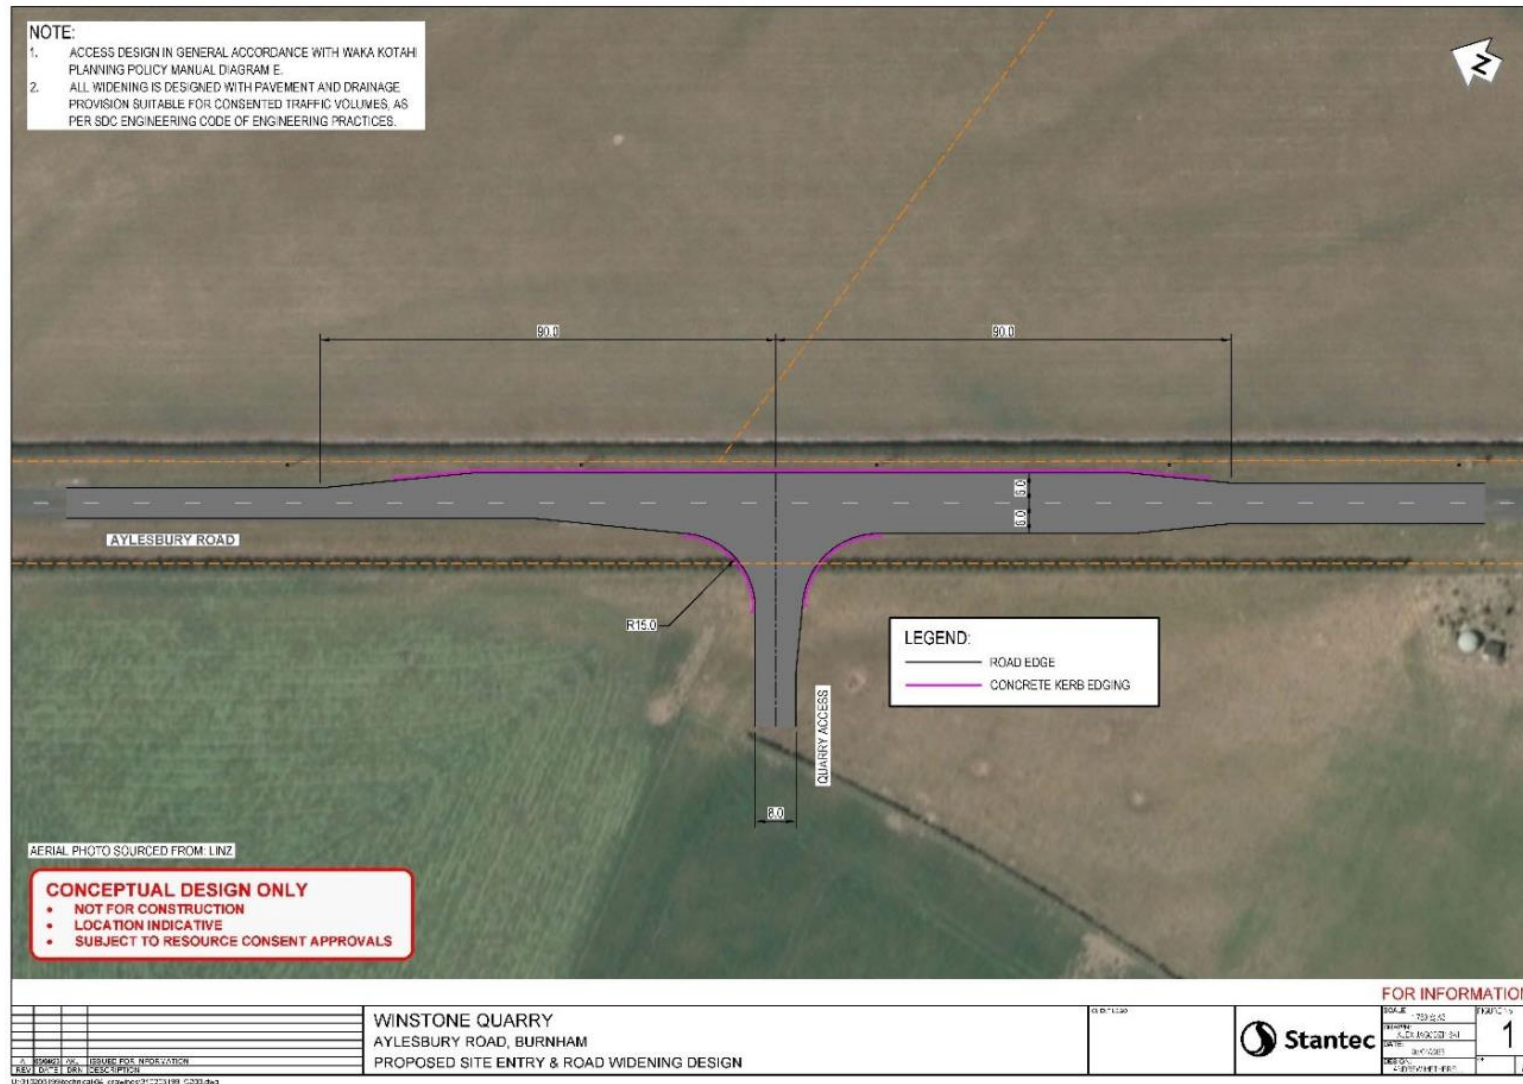 NOTE:
1. ACCESS DESIGN IN GENERAL ACCORDANCE WITH WAKA KOTAHI
PLANNING POLICY MANUAL DIAGRAM E.
2. ALL WIDENING IS DESIGNED WITH PAVEMENT AND DRAINAGE
PROVISION SUITABLE FOR CONSENTED TRAFFIC VOLUMES, AS
PER SDC ENGINEERING CODE OF ENGINEERING PRACTICES.
N
90.0
90.0
6.0
6.0
AYLESBURY ROAD
R15.0
LEGEND:
ROAD EDGE
CONCRETE KERB EDGING
QUARRY ACCESS
8.0
AERIAL PHOTO SOURCED FROM: LINZ
CONCEPTUAL DESIGN ONLY
• NOT FOR CONSTRUCTION
• LOCATION INDICATIVE
• SUBJECT TO RESOURCE CONSENT APPROVALS
FOR INFORMATION
WINSTONE QUARRY
AYLESBURY ROAD, BURNHAM
PROPOSED SITE ENTRY & ROAD WIDENING DESIGN
Stantec
SCALE
DATE:
DESIGN:
1
A ISSUED FOR INFORMATION
REV DATE DRN DESCRIPTION